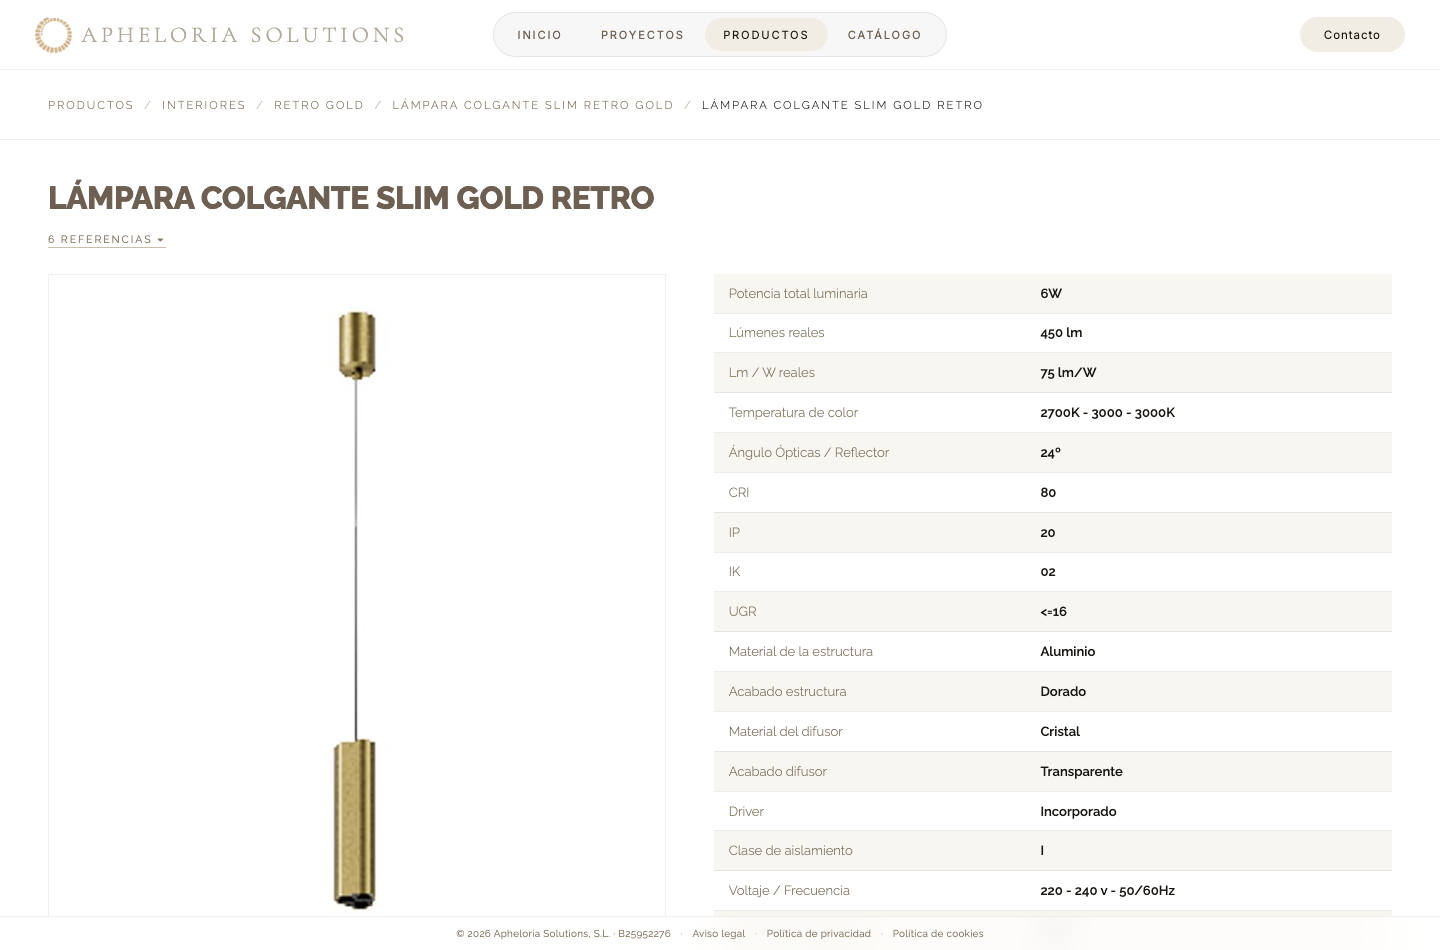 APHELORIA SOLUTIONS
INICIO
PROYECTOS
PRODUCTOS
CATÁLOGO
Contacto
PRODUCTOS / INTERIORES / RETRO GOLD / LÁMPARA COLGANTE SLIM RETRO GOLD / LÁMPARA COLGANTE SLIM GOLD RETRO
LÁMPARA COLGANTE SLIM GOLD RETRO
6 REFERENCIAS
Potencia total luminaria 6W
Lúmenes reales 450 lm
Lm / W reales 75 lm/W
Temperatura de color 2700K - 3000 - 3000K
Ángulo Ópticas / Reflector 24º
CRI 80
IP 20
IK 02
UGR <=16
Material de la estructura Aluminio
Acabado estructura Dorado
Material del difusor Cristal
Acabado difusor Transparente
Driver Incorporado
Clase de aislamiento I
Voltaje / Frecuencia 220 - 240 v - 50/60Hz
© 2026 Apheloria Solutions, S.L. · B25952276 · Aviso legal · Política de privacidad · Política de cookies